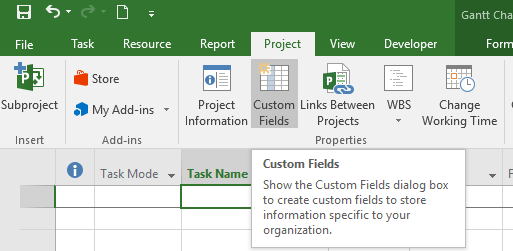 Gantt Cha
File Task Resource Report Project View Developer Form
Subproject
Store
My Add-ins
Project Information
Custom Fields
Links Between Projects
WBS
Change Working Time
Insert Add-ins Properties
Task Mode Task Name F
Custom Fields
Show the Custom Fields dialog box
to create custom fields to store
information specific to your
organization.